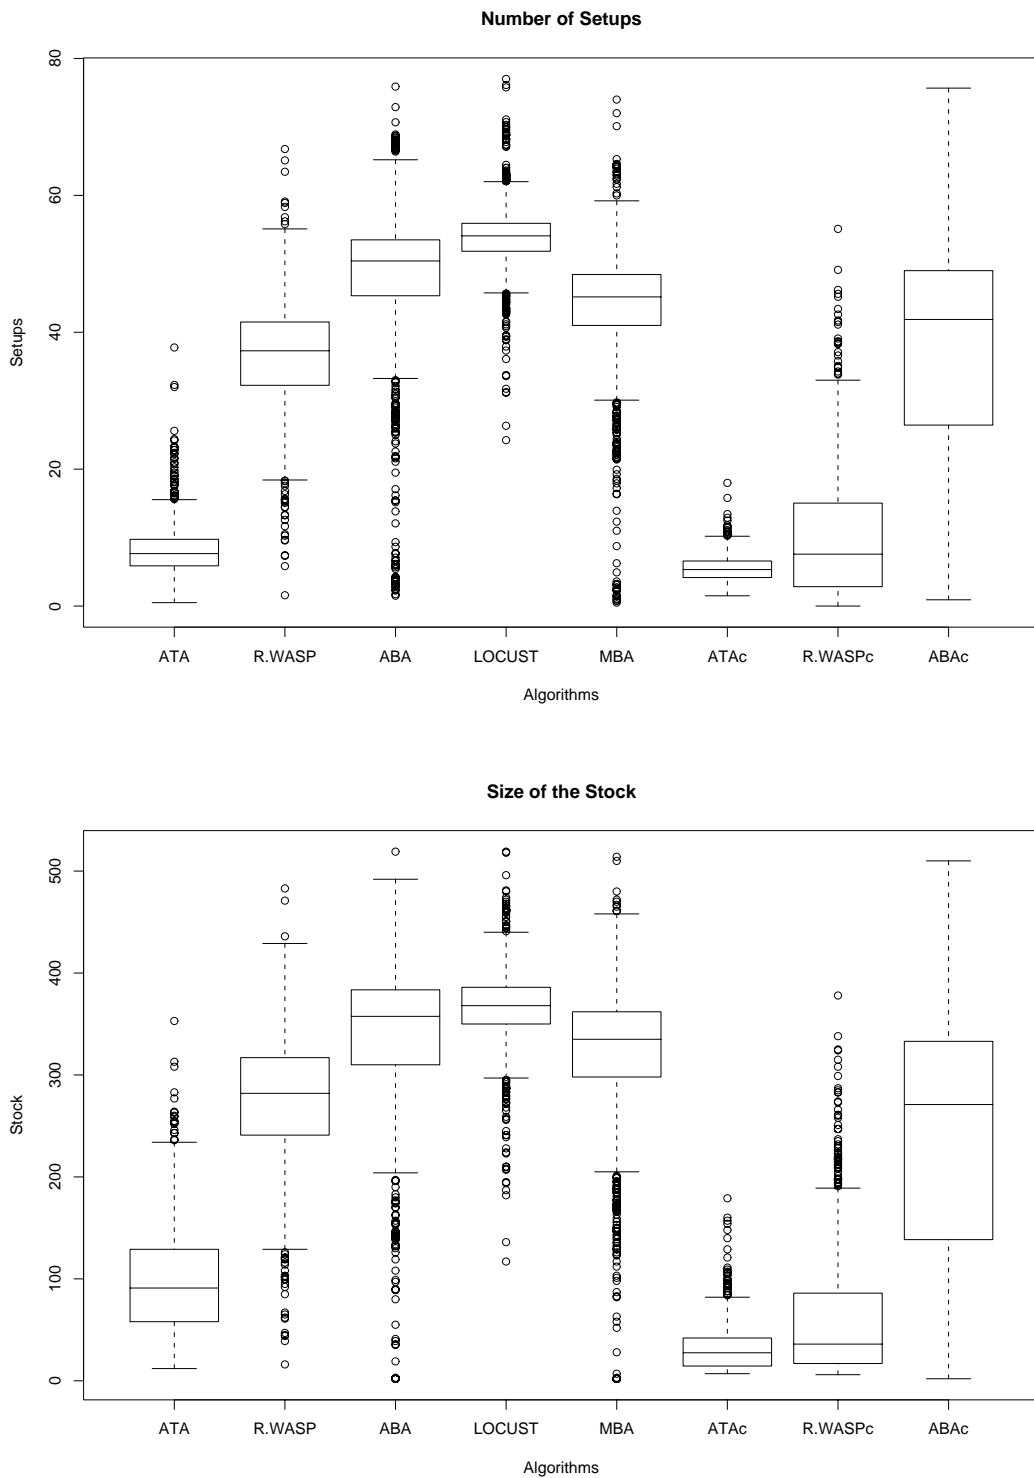 Number of Setups
80
60
40
20
0
Setups
ATA R.WASP ABA LOCUST MBA ATAc R.WASPc ABAc
Algorithms
Size of the Stock
500
400
300
200
100
0
Stock
ATA R.WASP ABA LOCUST MBA ATAc R.WASPc ABAc
Algorithms